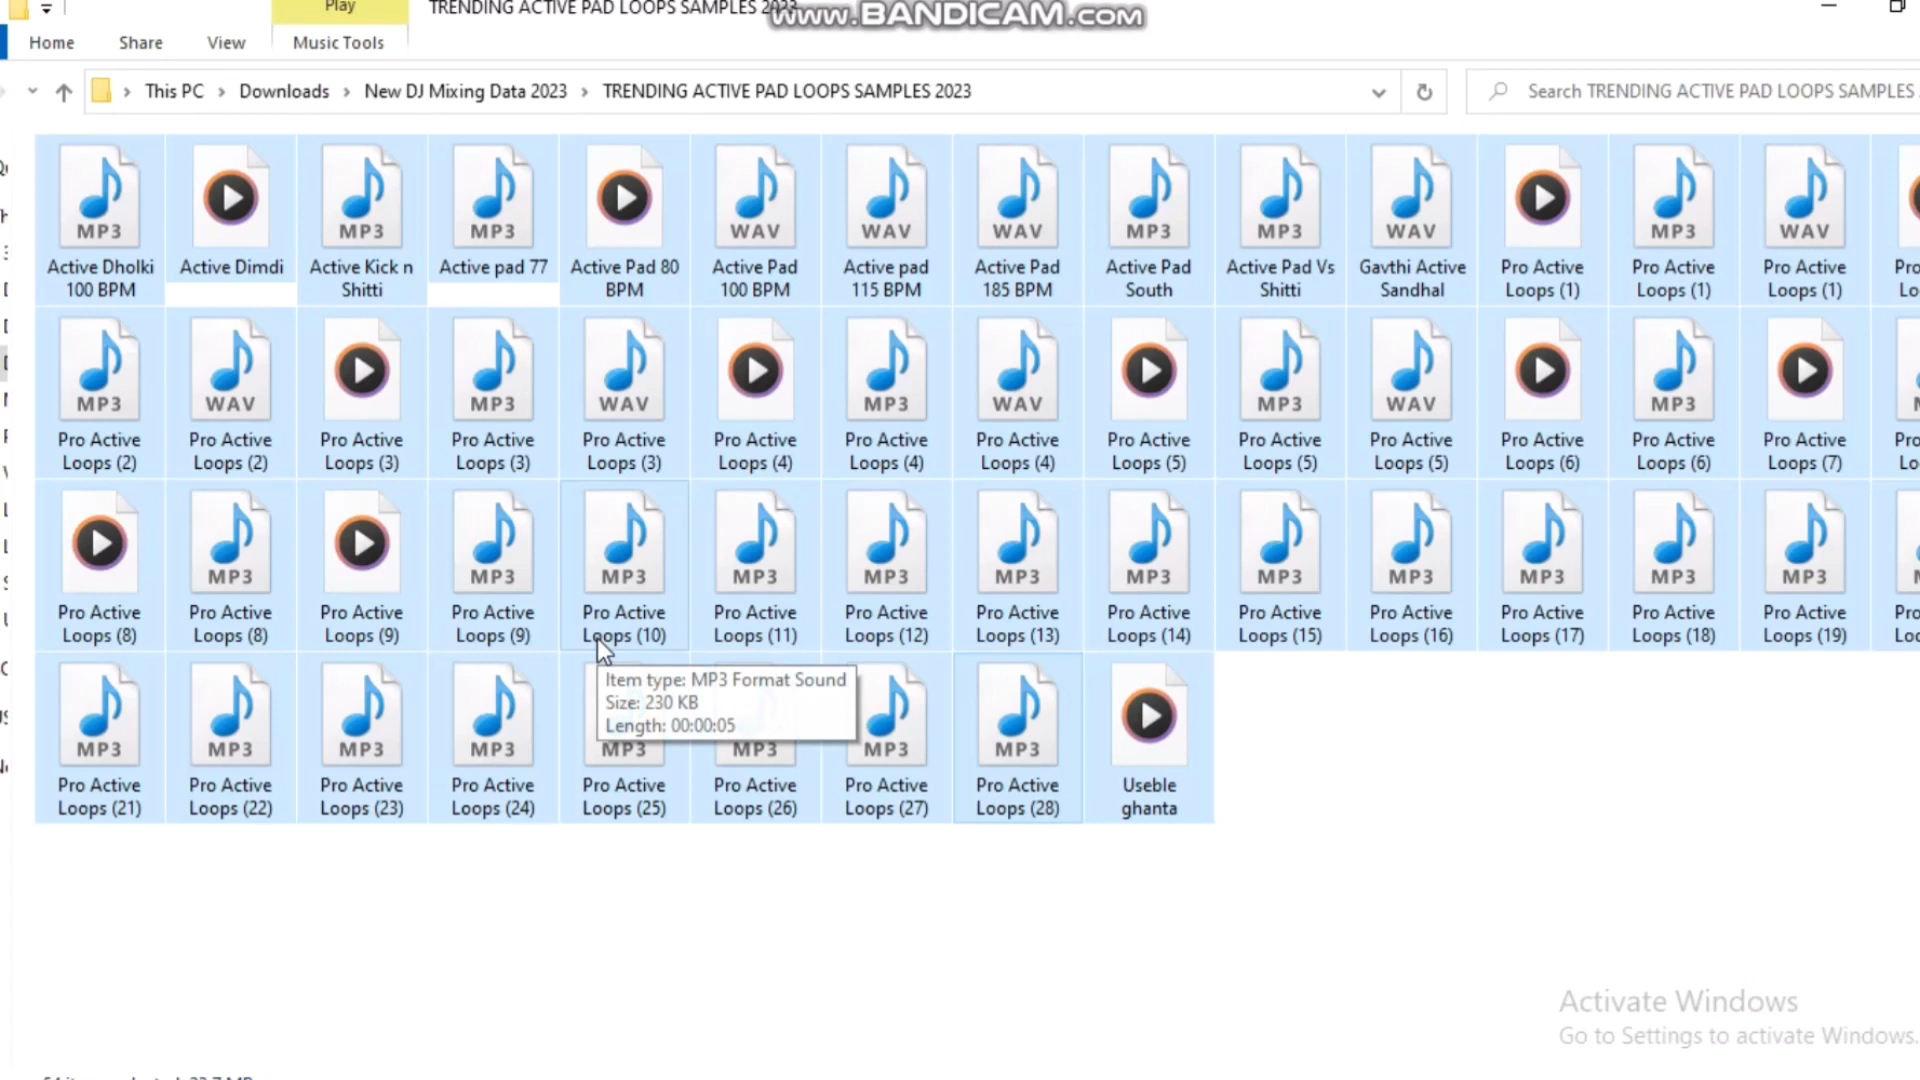 Play
TRENDING ACTIVE PAD LOOPS SAMPLES 2023
www.BANDICAM.com
Home Share View Music Tools
This PC Downloads New DJ Mixing Data 2023 TRENDING ACTIVE PAD LOOPS SAMPLES 2023
Search TRENDING ACTIVE PAD LOOPS SAMPLES
MP3 MP3 MP3 WAV WAV WAV MP3 MP3 WAV MP3 WAV
Active Dholki Active Dimdi Active Kick n Active pad 77 Active Pad 80 Active Pad Active pad Active Pad Active Pad Active Pad Vs Gavthi Active Pro Active Pro Active Pro Active
100 BPM Shitti BPM 100 BPM 115 BPM 185 BPM South Shitti Sandhal Loops (1) Loops (1) Loops (1)
MP3 WAV MP3 WAV MP3 WAV MP3 WAV MP3
Pro Active Pro Active Pro Active Pro Active Pro Active Pro Active Pro Active Pro Active Pro Active Pro Active Pro Active Pro Active Pro Active Pro Active
Loops (2) Loops (2) Loops (3) Loops (3) Loops (3) Loops (4) Loops (4) Loops (4) Loops (5) Loops (5) Loops (5) Loops (6) Loops (6) Loops (7)
MP3 MP3 MP3 MP3 MP3 MP3 MP3 MP3 MP3 MP3 MP3 MP3
Pro Active Pro Active Pro Active Pro Active Pro Active Pro Active Pro Active Pro Active Pro Active Pro Active Pro Active Pro Active Pro Active Pro Active
Loops (8) Loops (8) Loops (9) Loops (9) Loops (10) Loops (11) Loops (12) Loops (13) Loops (14) Loops (15) Loops (16) Loops (17) Loops (18) Loops (19)
Item type: MP3 Format Sound
Size: 230 KB
Length: 00:00:05
MP3 MP3 MP3 MP3 MP3 MP3 MP3 MP3
Pro Active Pro Active Pro Active Pro Active Pro Active Pro Active Pro Active Pro Active Useble
Loops (21) Loops (22) Loops (23) Loops (24) Loops (25) Loops (26) Loops (27) Loops (28) ghanta
Activate Windows
Go to Settings to activate Windows.